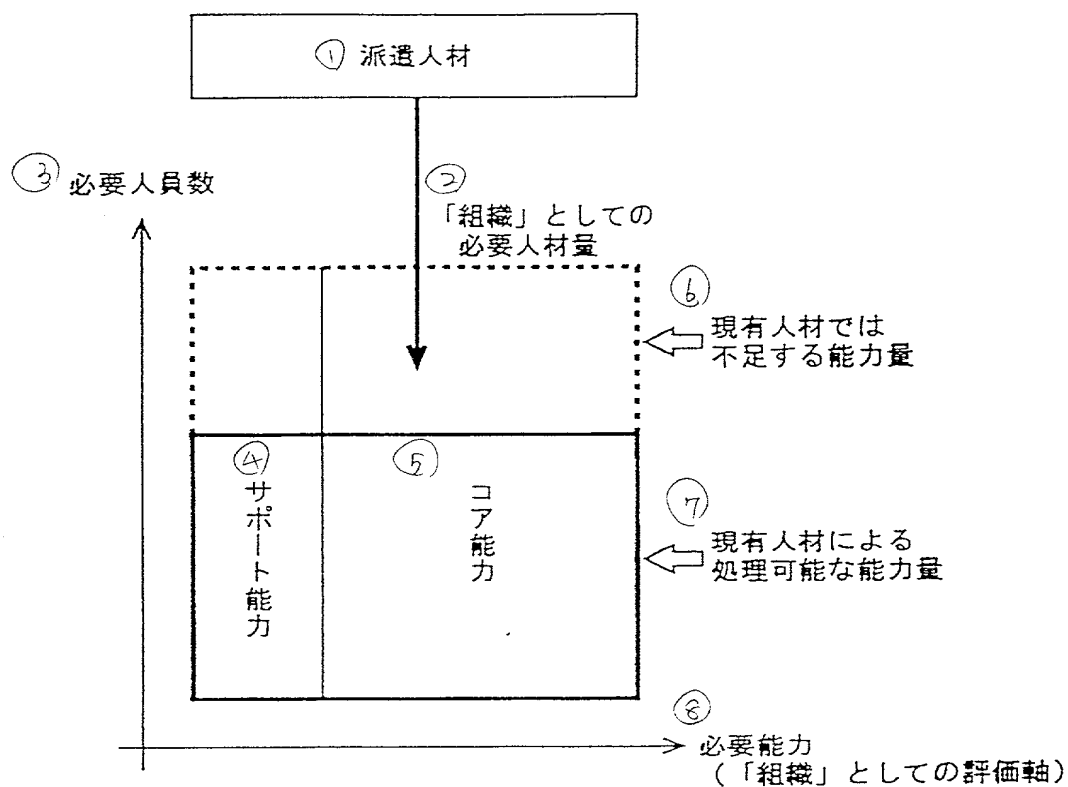 ① 派遣人材
③ 必要人員数
②
「組織」としての
必要人材量
⑥
現有人材では
不足する能力量
④
サポート能力
⑤
コア能力
⑦
現有人材による
処理可能な能力量
⑧
必要能力
(「組織」としての評価軸)